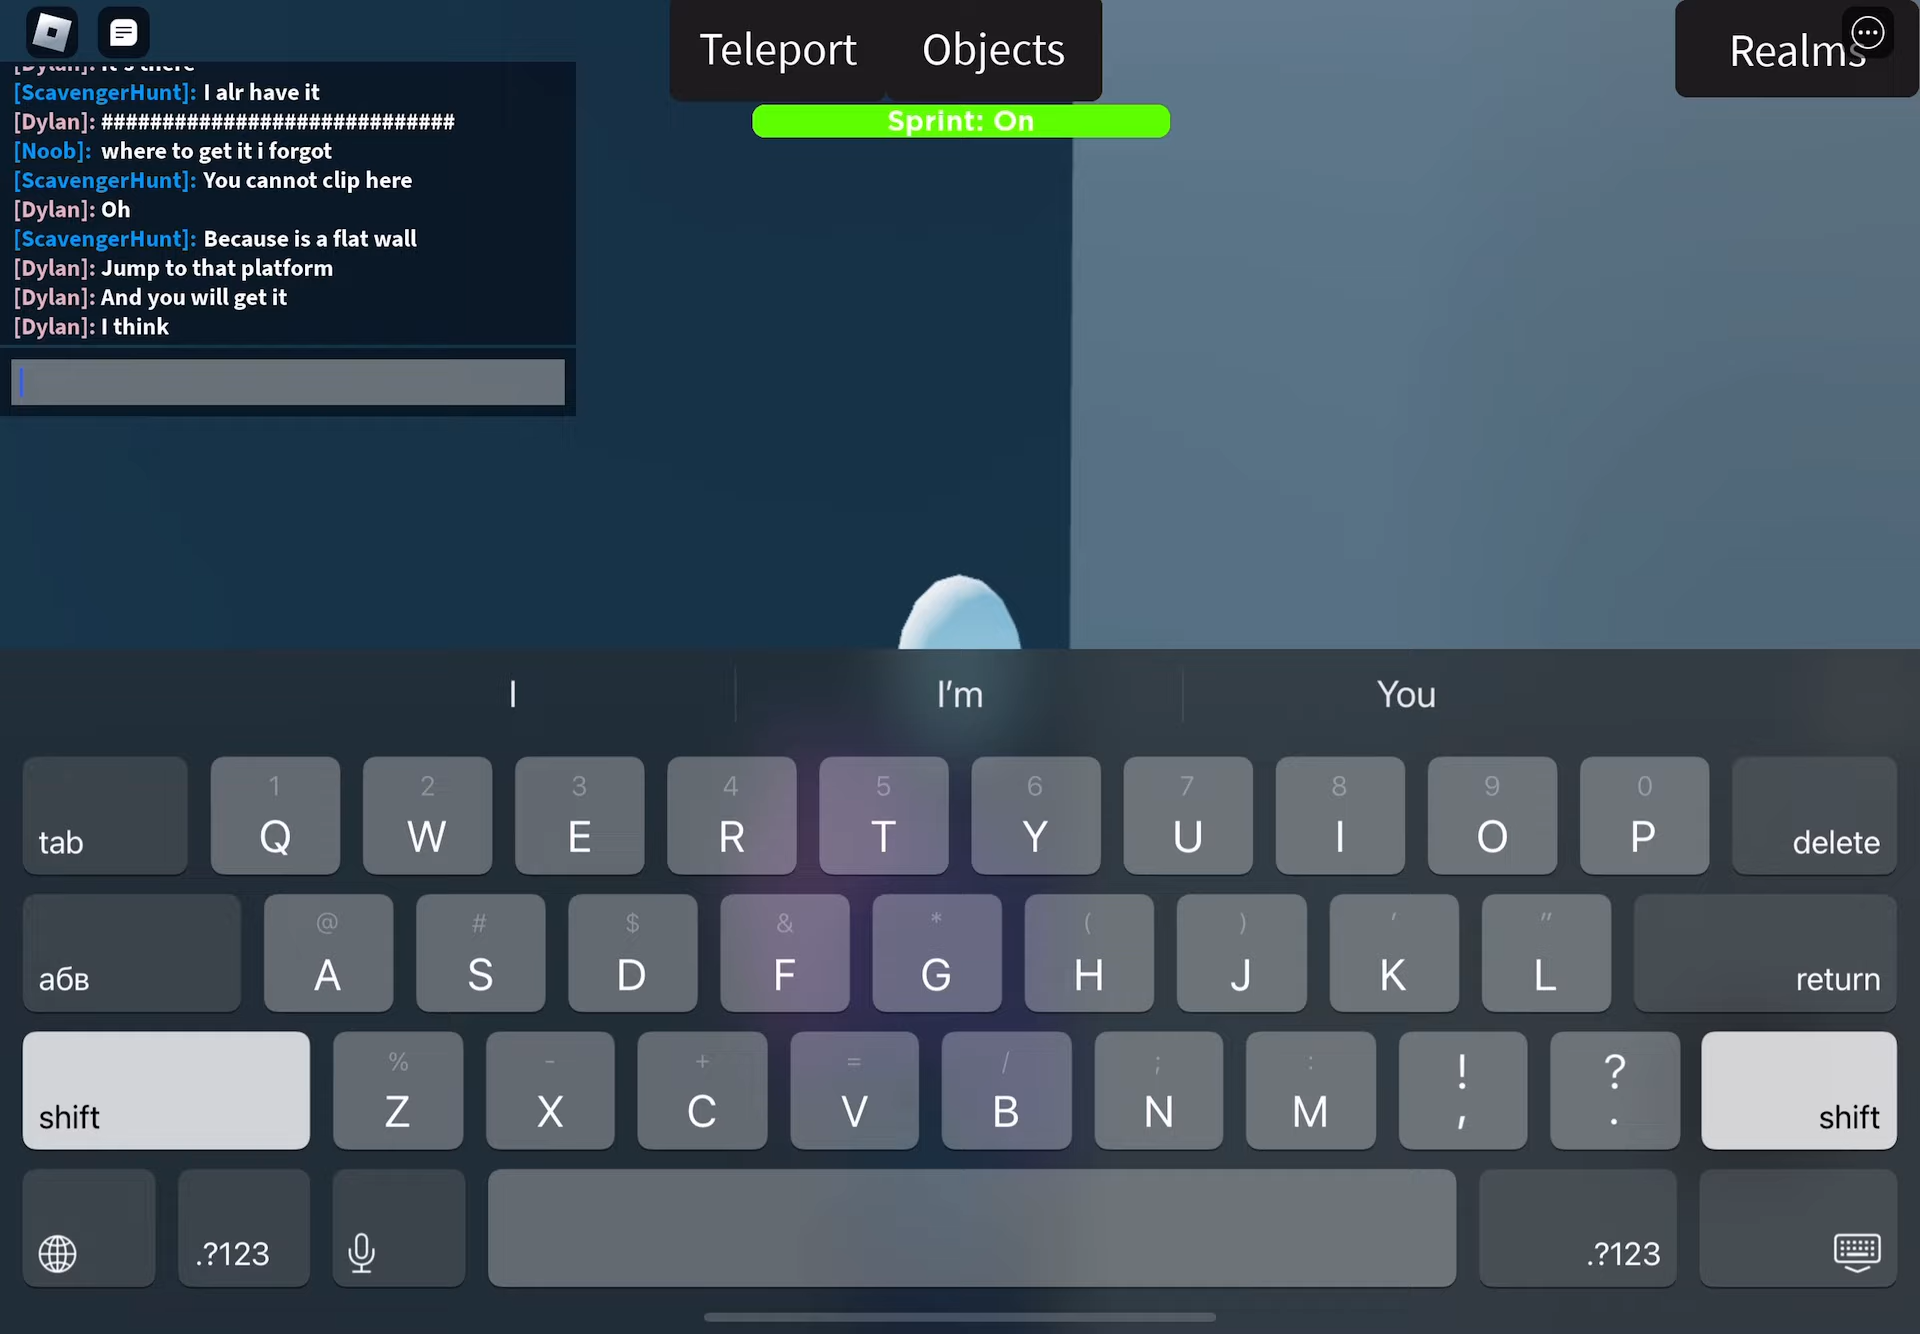 Teleport Objects Realms
[Dylan]: It's there
[ScavengerHunt]: I alr have it
[Dylan]: #############################
[Noob]: where to get it i forgot
[ScavengerHunt]: You cannot clip here
[Dylan]: Oh
[ScavengerHunt]: Because is a flat wall
[Dylan]: Jump to that platform
[Dylan]: And you will get it
[Dylan]: I think
Sprint: On
I I'm You
1 2 3 4 5 6 7 8 9 0
tab Q W E R T Y U I O P delete
@ # $ & * ( ) ' "
абв A S D F G H J K L return
% - + = / ; : ! ?
shift Z X C V B N M , . shift
.?123 .?123